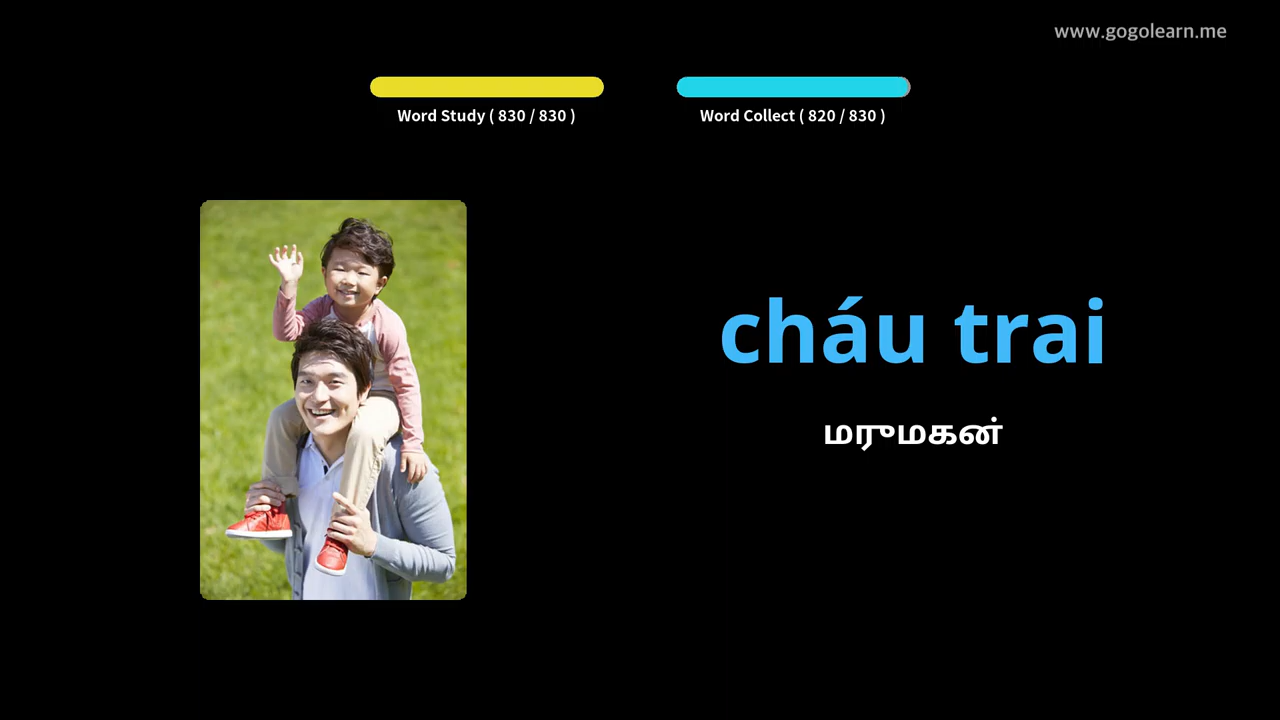 www.gogolearn.me
Word Study ( 830 / 830 )
Word Collect ( 820 / 830 )
cháu trai
மருமகன்